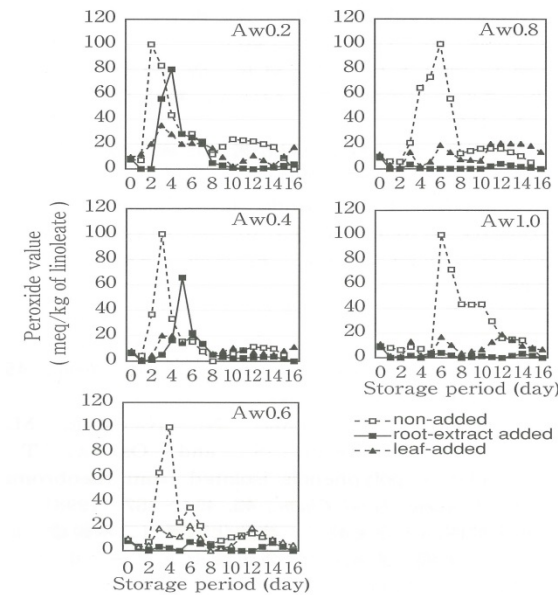 Peroxide value
( meq/kg of linoleate)
120
100
80
60
40
20
0
Aw0.2
0 2 4 6 8 10 12 14 16
120
100
80
60
40
20
0
Aw0.8
0 2 4 6 8 10 12 14 16
120
100
80
60
40
20
0
Aw0.4
0 2 4 6 8 10 12 14 16
120
100
80
60
40
20
0
Aw1.0
0 2 4 6 8 10 12 14 16
Storage period (day)
120
100
80
60
40
20
0
Aw0.6
0 2 4 6 8 10 12 14 16
Storage period (day)
non-added
root-extract added
leaf-added